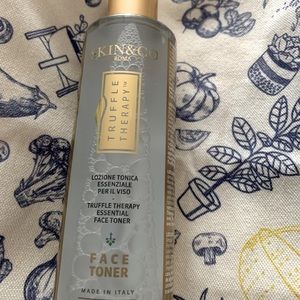 SKIN&CO
ROMA
TRUFFLE
THERAPY™
LOZIONE TONICA
ESSENZIALE
PER IL VISO
TRUFFLE THERAPY
ESSENTIAL
FACE TONER
FACE
TONER
MADE IN ITALY